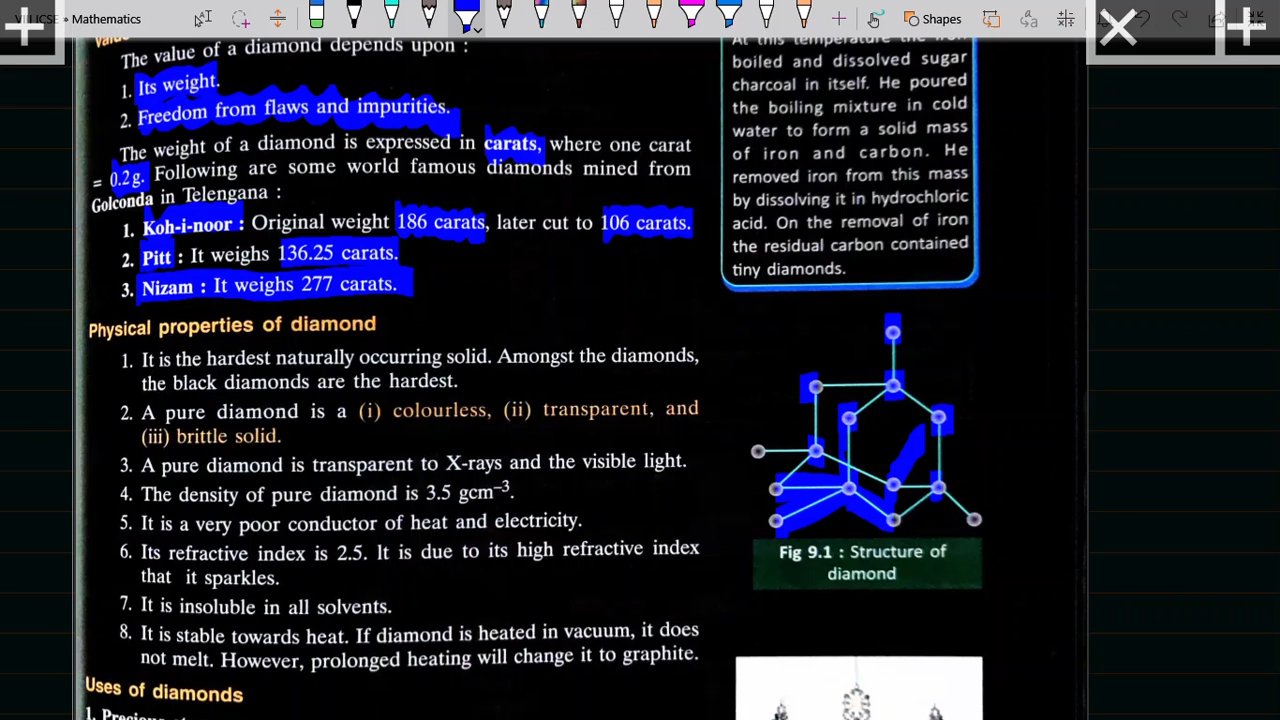 VII ICSE » Mathematics
Shapes
The value of a diamond depends upon :
1. Its weight.
2. Freedom from flaws and impurities.
The weight of a diamond is expressed in carats, where one carat
= 0.2g. Following are some world famous diamonds mined from
Golconda in Telengana :
1. Koh-i-noor : Original weight 186 carats, later cut to 106 carats.
2. Pitt : It weighs 136.25 carats.
3. Nizam : It weighs 277 carats.
Physical properties of diamond
1. It is the hardest naturally occurring solid. Amongst the diamonds,
the black diamonds are the hardest.
2. A pure diamond is a (i) colourless, (ii) transparent, and
(iii) brittle solid.
3. A pure diamond is transparent to X-rays and the visible light.
4. The density of pure diamond is 3.5 gcm⁻³.
5. It is a very poor conductor of heat and electricity.
6. Its refractive index is 2.5. It is due to its high refractive index
that it sparkles.
7. It is insoluble in all solvents.
8. It is stable towards heat. If diamond is heated in vacuum, it does
not melt. However, prolonged heating will change it to graphite.
Uses of diamonds
At this temperature the iron
boiled and dissolved sugar
charcoal in itself. He poured
the boiling mixture in cold
water to form a solid mass
of iron and carbon. He
removed iron from this mass
by dissolving it in hydrochloric
acid. On the removal of iron
the residual carbon contained
tiny diamonds.
Fig 9.1 : Structure of
diamond